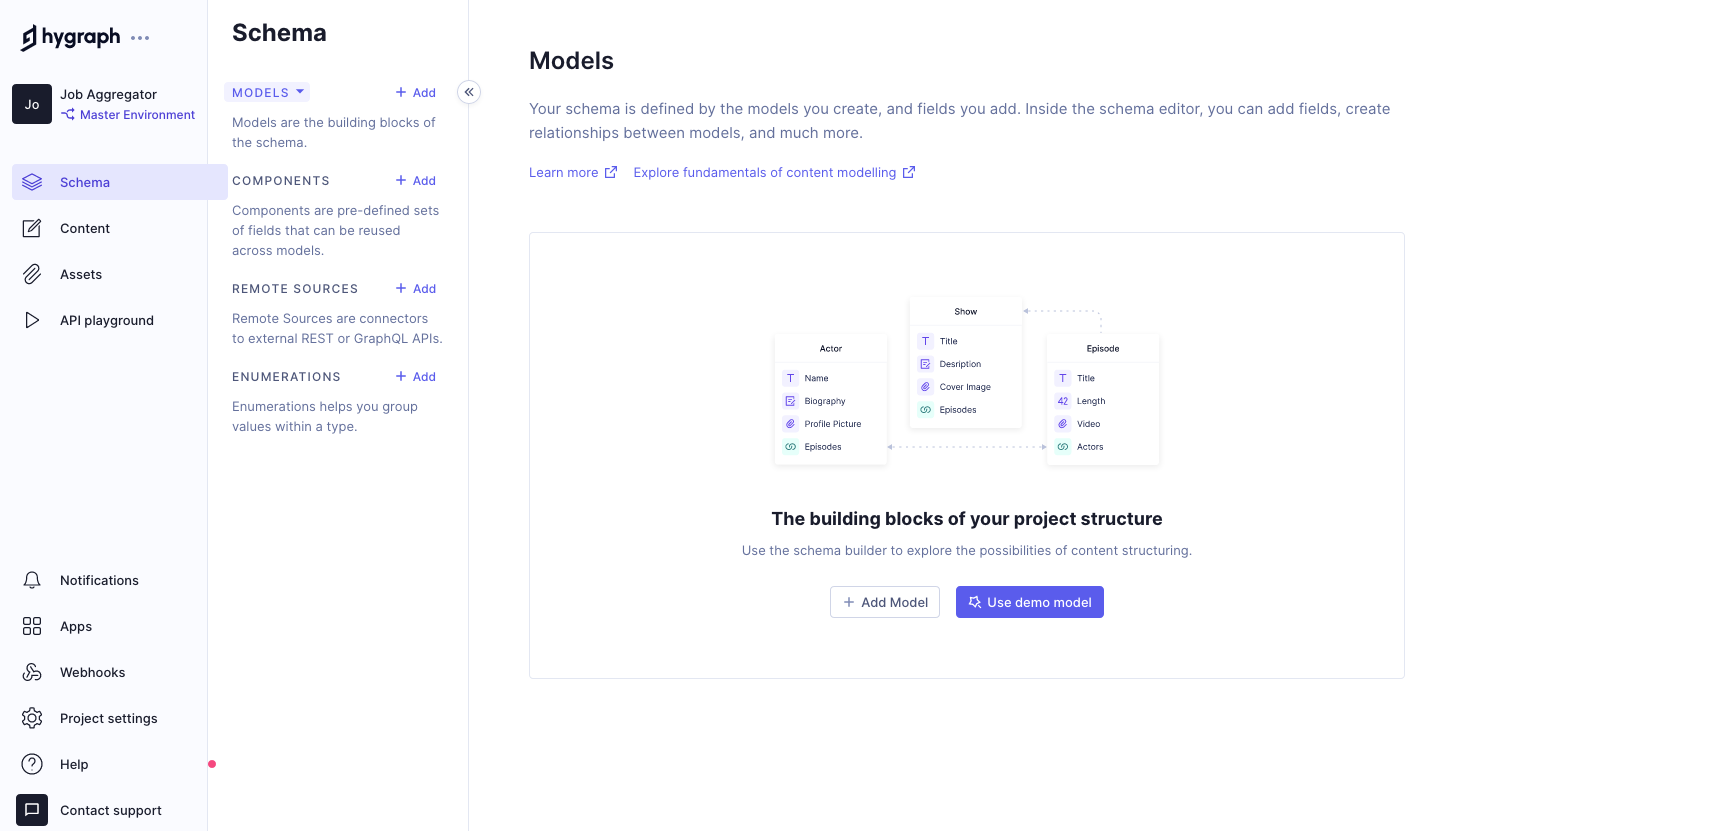 hygraph
Jo
Job Aggregator
Master Environment
Schema
Content
Assets
API playground
Notifications
Apps
Webhooks
Project settings
Help
Contact support
Schema
MODELS
Add
Models are the building blocks of
the schema.
COMPONENTS
Add
Components are pre-defined sets
of fields that can be reused
across models.
REMOTE SOURCES
Add
Remote Sources are connectors
to external REST or GraphQL APIs.
ENUMERATIONS
Add
Enumerations helps you group
values within a type.
Models
Your schema is defined by the models you create, and fields you add. Inside the schema editor, you can add fields, create
relationships between models, and much more.
Learn more
Explore fundamentals of content modelling
Actor
T Name
Biography
Profile Picture
Episodes
Show
T Title
Desription
Cover Image
Episodes
Episode
T Title
42 Length
Video
Actors
The building blocks of your project structure
Use the schema builder to explore the possibilities of content structuring.
Add Model
Use demo model